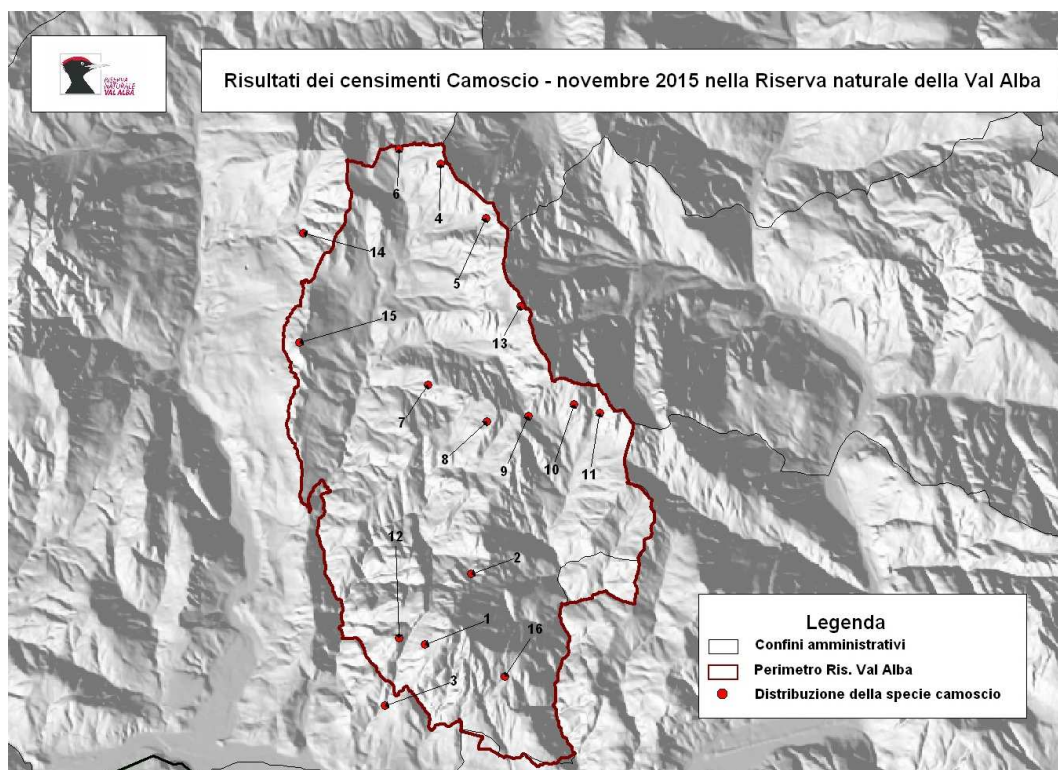 RISERVA
NATURALE
VAL ALBA
Risultati dei censimenti Camoscio - novembre 2015 nella Riserva naturale della Val Alba
6
4
14
5
15
13
7
8
9
10
11
12
2
1
16
3
Legenda
Confini amministrativi
Perimetro Ris. Val Alba
Distribuzione della specie camoscio